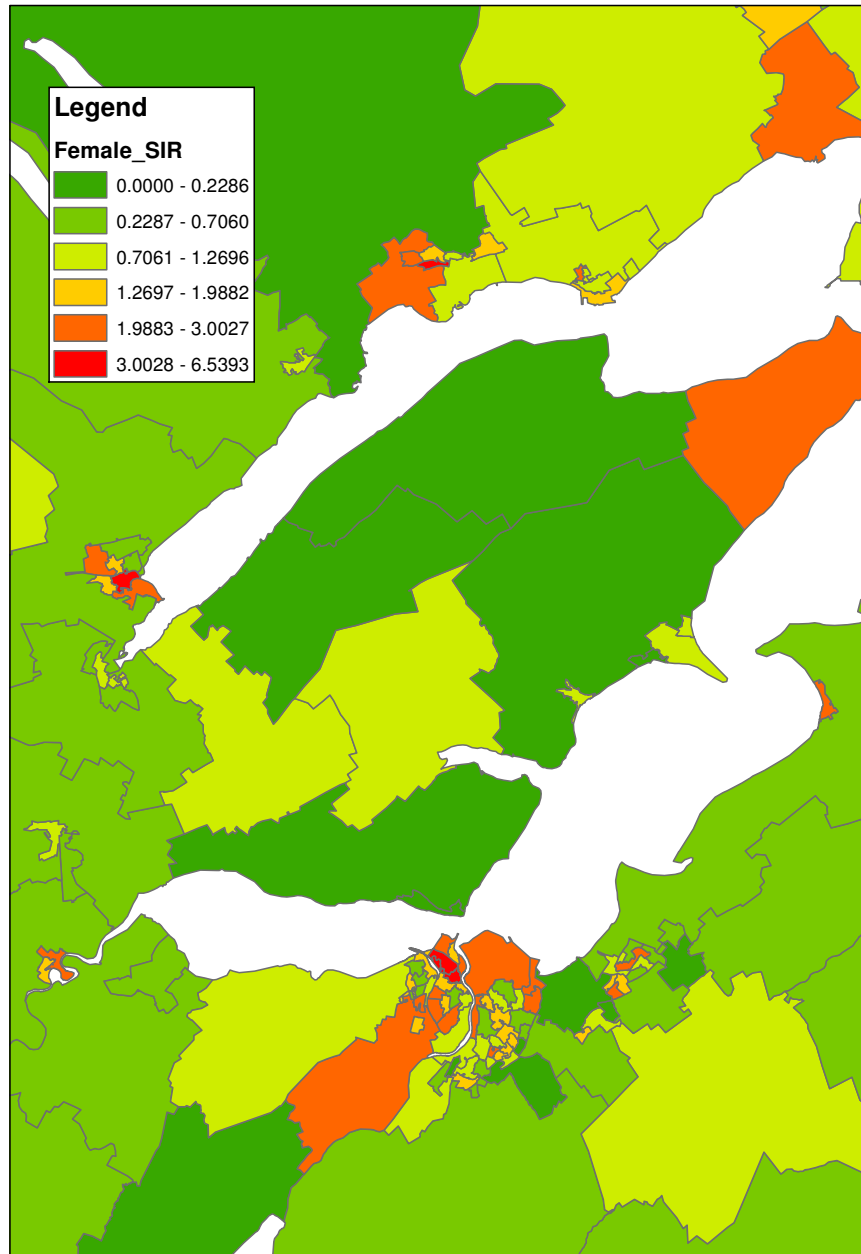 Legend
Female_SIR
0.0000 - 0.2286
0.2287 - 0.7060
0.7061 - 1.2696
1.2697 - 1.9882
1.9883 - 3.0027
3.0028 - 6.5393